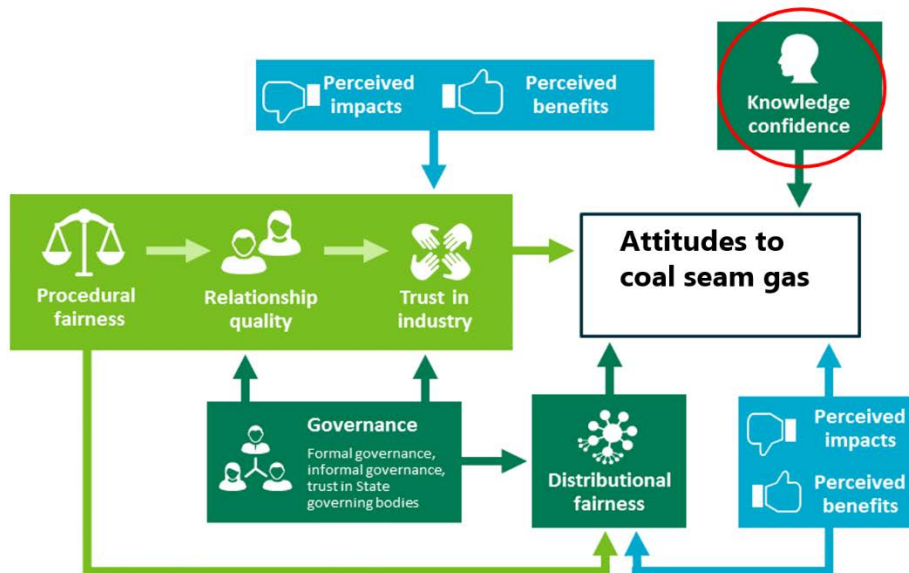 Perceived
impacts
Perceived
benefits
Knowledge
confidence
Procedural
fairness
Relationship
quality
Trust in
industry
Attitudes to
coal seam gas
Governance
Formal governance,
informal governance,
trust in State
governing bodies
Distributional
fairness
Perceived
impacts
Perceived
benefits